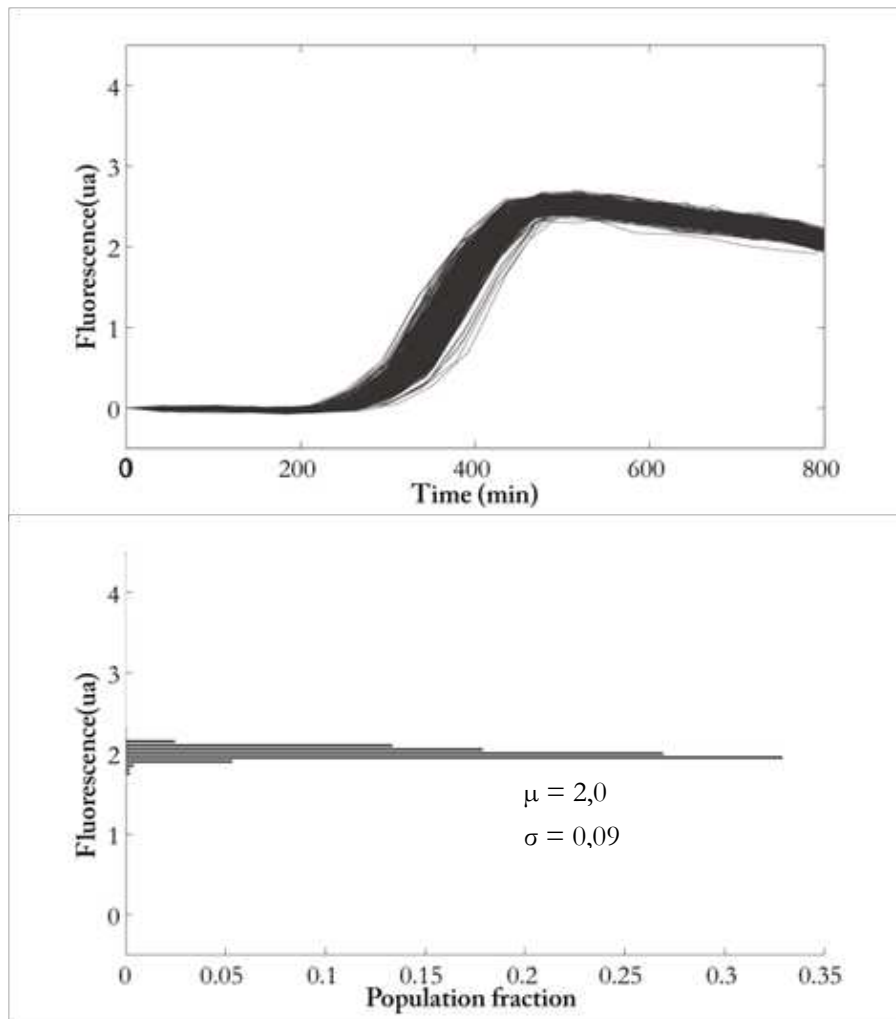 4
3
2
1
0
Fluorescence(ua)
0 200 400 600 800
Time (min)
4
3
2
1
0
Fluorescence(ua)
μ = 2,0
σ = 0,09
0 0.05 0.1 0.15 0.2 0.25 0.3 0.35
Population fraction